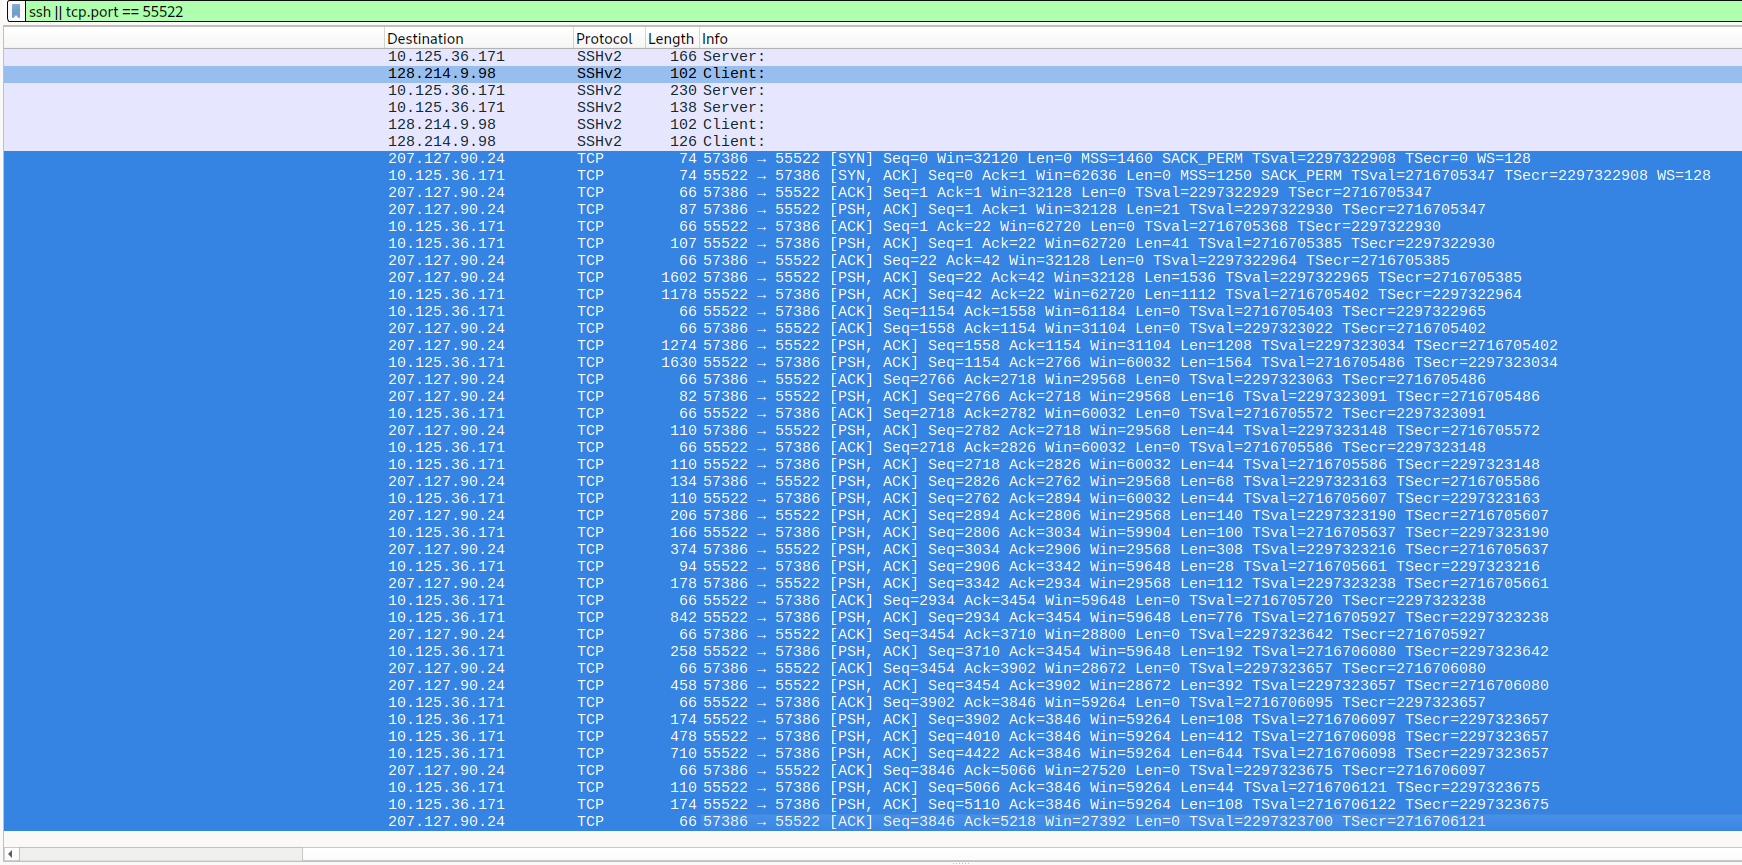 ssh || tcp.port == 55522
Destination Protocol Length Info
10.125.36.171 SSHv2 166 Server:
128.214.9.98 SSHv2 102 Client:
10.125.36.171 SSHv2 230 Server:
10.125.36.171 SSHv2 138 Server:
128.214.9.98 SSHv2 102 Client:
128.214.9.98 SSHv2 126 Client:
207.127.90.24 TCP 74 57386 → 55522 [SYN] Seq=0 Win=32120 Len=0 MSS=1460 SACK_PERM TSval=2297322908 TSecr=0 WS=128
10.125.36.171 TCP 74 55522 → 57386 [SYN, ACK] Seq=0 Ack=1 Win=62636 Len=0 MSS=1250 SACK_PERM TSval=2716705347 TSecr=2297322908 WS=128
207.127.90.24 TCP 66 57386 → 55522 [ACK] Seq=1 Ack=1 Win=32128 Len=0 TSval=2297322929 TSecr=2716705347
207.127.90.24 TCP 87 57386 → 55522 [PSH, ACK] Seq=1 Ack=1 Win=32128 Len=21 TSval=2297322930 TSecr=2716705347
10.125.36.171 TCP 66 55522 → 57386 [ACK] Seq=1 Ack=22 Win=62720 Len=0 TSval=2716705368 TSecr=2297322930
10.125.36.171 TCP 107 55522 → 57386 [PSH, ACK] Seq=1 Ack=22 Win=62720 Len=41 TSval=2716705385 TSecr=2297322930
207.127.90.24 TCP 66 57386 → 55522 [ACK] Seq=22 Ack=42 Win=32128 Len=0 TSval=2297322964 TSecr=2716705385
207.127.90.24 TCP 1602 57386 → 55522 [PSH, ACK] Seq=22 Ack=42 Win=32128 Len=1536 TSval=2297322965 TSecr=2716705385
10.125.36.171 TCP 1178 55522 → 57386 [PSH, ACK] Seq=42 Ack=22 Win=62720 Len=1112 TSval=2716705402 TSecr=2297322964
10.125.36.171 TCP 66 55522 → 57386 [ACK] Seq=1154 Ack=1558 Win=61184 Len=0 TSval=2716705403 TSecr=2297322965
207.127.90.24 TCP 66 57386 → 55522 [ACK] Seq=1558 Ack=1154 Win=31104 Len=0 TSval=2297323022 TSecr=2716705402
207.127.90.24 TCP 1274 57386 → 55522 [PSH, ACK] Seq=1558 Ack=1154 Win=31104 Len=1208 TSval=2297323034 TSecr=2716705402
10.125.36.171 TCP 1630 55522 → 57386 [PSH, ACK] Seq=1154 Ack=2766 Win=60032 Len=1564 TSval=2716705486 TSecr=2297323034
207.127.90.24 TCP 66 57386 → 55522 [ACK] Seq=2766 Ack=2718 Win=29568 Len=0 TSval=2297323063 TSecr=2716705486
207.127.90.24 TCP 82 57386 → 55522 [PSH, ACK] Seq=2766 Ack=2718 Win=29568 Len=16 TSval=2297323091 TSecr=2716705486
10.125.36.171 TCP 66 55522 → 57386 [ACK] Seq=2718 Ack=2782 Win=60032 Len=0 TSval=2716705572 TSecr=2297323091
207.127.90.24 TCP 110 57386 → 55522 [PSH, ACK] Seq=2782 Ack=2718 Win=29568 Len=44 TSval=2297323148 TSecr=2716705572
10.125.36.171 TCP 66 55522 → 57386 [ACK] Seq=2718 Ack=2826 Win=60032 Len=0 TSval=2716705586 TSecr=2297323148
10.125.36.171 TCP 110 55522 → 57386 [PSH, ACK] Seq=2718 Ack=2826 Win=60032 Len=44 TSval=2716705586 TSecr=2297323148
207.127.90.24 TCP 134 57386 → 55522 [PSH, ACK] Seq=2826 Ack=2762 Win=29568 Len=68 TSval=2297323163 TSecr=2716705586
10.125.36.171 TCP 110 55522 → 57386 [PSH, ACK] Seq=2762 Ack=2894 Win=60032 Len=44 TSval=2716705607 TSecr=2297323163
207.127.90.24 TCP 206 57386 → 55522 [PSH, ACK] Seq=2894 Ack=2806 Win=29568 Len=140 TSval=2297323190 TSecr=2716705607
10.125.36.171 TCP 166 55522 → 57386 [PSH, ACK] Seq=2806 Ack=3034 Win=59904 Len=100 TSval=2716705637 TSecr=2297323190
207.127.90.24 TCP 374 57386 → 55522 [PSH, ACK] Seq=3034 Ack=2906 Win=29568 Len=308 TSval=2297323216 TSecr=2716705637
10.125.36.171 TCP 94 55522 → 57386 [PSH, ACK] Seq=2906 Ack=3342 Win=59648 Len=28 TSval=2716705661 TSecr=2297323216
207.127.90.24 TCP 178 57386 → 55522 [PSH, ACK] Seq=3342 Ack=2934 Win=29568 Len=112 TSval=2297323238 TSecr=2716705661
10.125.36.171 TCP 66 55522 → 57386 [ACK] Seq=2934 Ack=3454 Win=59648 Len=0 TSval=2716705720 TSecr=2297323238
10.125.36.171 TCP 842 55522 → 57386 [PSH, ACK] Seq=2934 Ack=3454 Win=59648 Len=776 TSval=2716705927 TSecr=2297323238
207.127.90.24 TCP 66 57386 → 55522 [ACK] Seq=3454 Ack=3710 Win=28800 Len=0 TSval=2297323642 TSecr=2716705927
10.125.36.171 TCP 258 55522 → 57386 [PSH, ACK] Seq=3710 Ack=3454 Win=59648 Len=192 TSval=2716706080 TSecr=2297323642
207.127.90.24 TCP 66 57386 → 55522 [ACK] Seq=3454 Ack=3902 Win=28672 Len=0 TSval=2297323657 TSecr=2716706080
207.127.90.24 TCP 458 57386 → 55522 [PSH, ACK] Seq=3454 Ack=3902 Win=28672 Len=392 TSval=2297323657 TSecr=2716706080
10.125.36.171 TCP 66 55522 → 57386 [ACK] Seq=3902 Ack=3846 Win=59264 Len=0 TSval=2716706095 TSecr=2297323657
10.125.36.171 TCP 174 55522 → 57386 [PSH, ACK] Seq=3902 Ack=3846 Win=59264 Len=108 TSval=2716706097 TSecr=2297323657
10.125.36.171 TCP 478 55522 → 57386 [PSH, ACK] Seq=4010 Ack=3846 Win=59264 Len=412 TSval=2716706098 TSecr=2297323657
10.125.36.171 TCP 710 55522 → 57386 [PSH, ACK] Seq=4422 Ack=3846 Win=59264 Len=644 TSval=2716706098 TSecr=2297323657
207.127.90.24 TCP 66 57386 → 55522 [ACK] Seq=3846 Ack=5066 Win=27520 Len=0 TSval=2297323675 TSecr=2716706097
10.125.36.171 TCP 110 55522 → 57386 [PSH, ACK] Seq=5066 Ack=3846 Win=59264 Len=44 TSval=2716706121 TSecr=2297323675
10.125.36.171 TCP 174 55522 → 57386 [PSH, ACK] Seq=5110 Ack=3846 Win=59264 Len=108 TSval=2716706122 TSecr=2297323675
207.127.90.24 TCP 66 57386 → 55522 [ACK] Seq=3846 Ack=5218 Win=27392 Len=0 TSval=2297323700 TSecr=2716706121